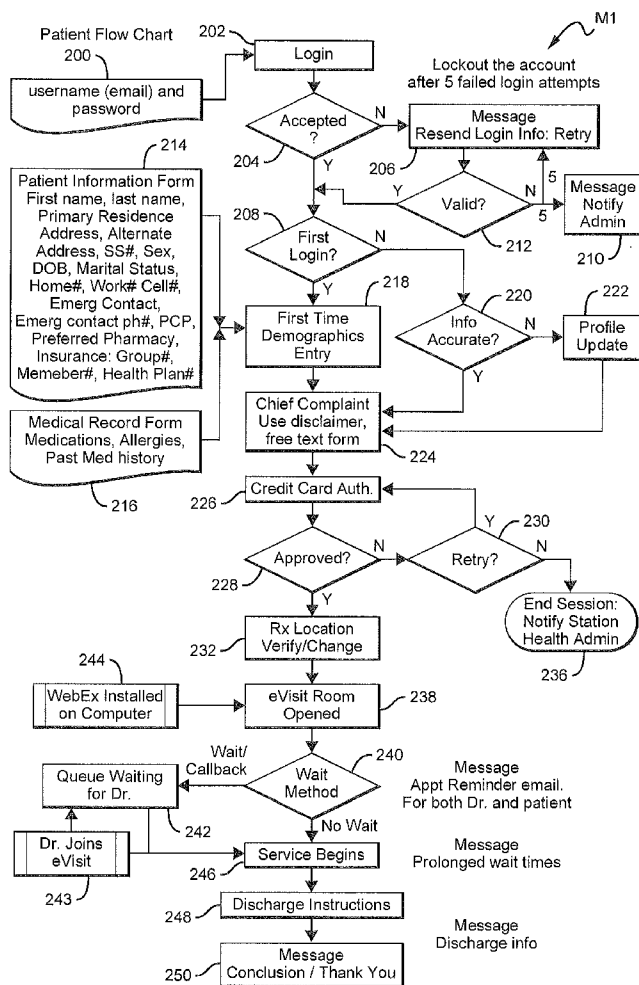 M1
Patient Flow Chart
200
202
Login
Lockout the account
after 5 failed login attempts
username (email) and
password
Accepted
?
204
N
Y
Message
Resend Login Info: Retry
206
214
Patient Information Form
First name, last name,
Primary Residence
Address, Alternate
Address, SS#, Sex,
DOB, Marital Status,
Home#, Work# Cell#,
Emerg Contact,
Emerg contact ph#, PCP,
Preferred Pharmacy,
Insurance: Group#,
Memeber#, Health Plan#
Y
Valid?
N
5
5
212
Message
Notify
Admin
210
208
First
Login?
N
Y
218
First Time
Demographics
Entry
220
Info
Accurate?
N
Y
222
Profile
Update
Medical Record Form
Medications, Allergies,
Past Med history
216
Chief Complaint
Use disclaimer,
free text form
224
226
Credit Card Auth.
Approved?
228
N
Y
Y
230
Retry?
N
End Session:
Notify Station
Health Admin
236
232
Rx Location
Verify/Change
244
WebEx Installed
on Computer
eVisit Room
Opened
238
Wait/
Callback
Wait
Method
240
No Wait
Queue Waiting
for Dr.
242
Message
Appt Reminder email.
For both Dr. and patient
Dr. Joins
eVisit
243
Service Begins
246
Message
Prolonged wait times
Discharge Instructions
248
Message
Discharge info
Message
Conclusion / Thank You
250